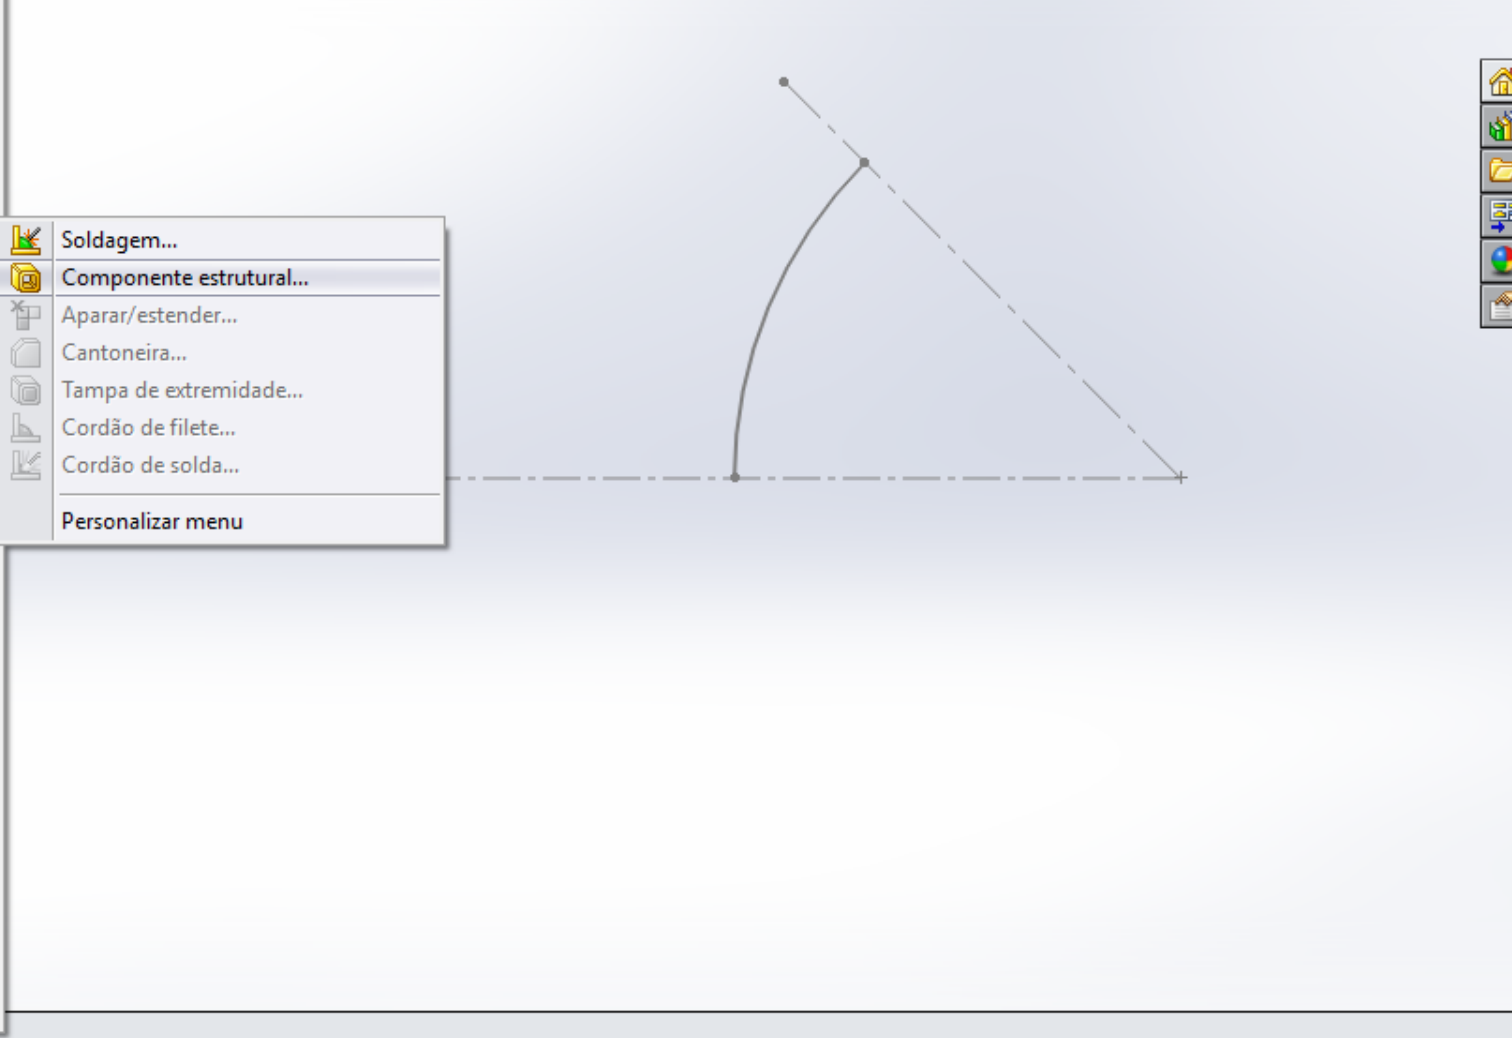 Soldagem...
Componente estrutural...
Aparar/estender...
Cantoneira...
Tampa de extremidade...
Cordão de filete...
Cordão de solda...
Personalizar menu